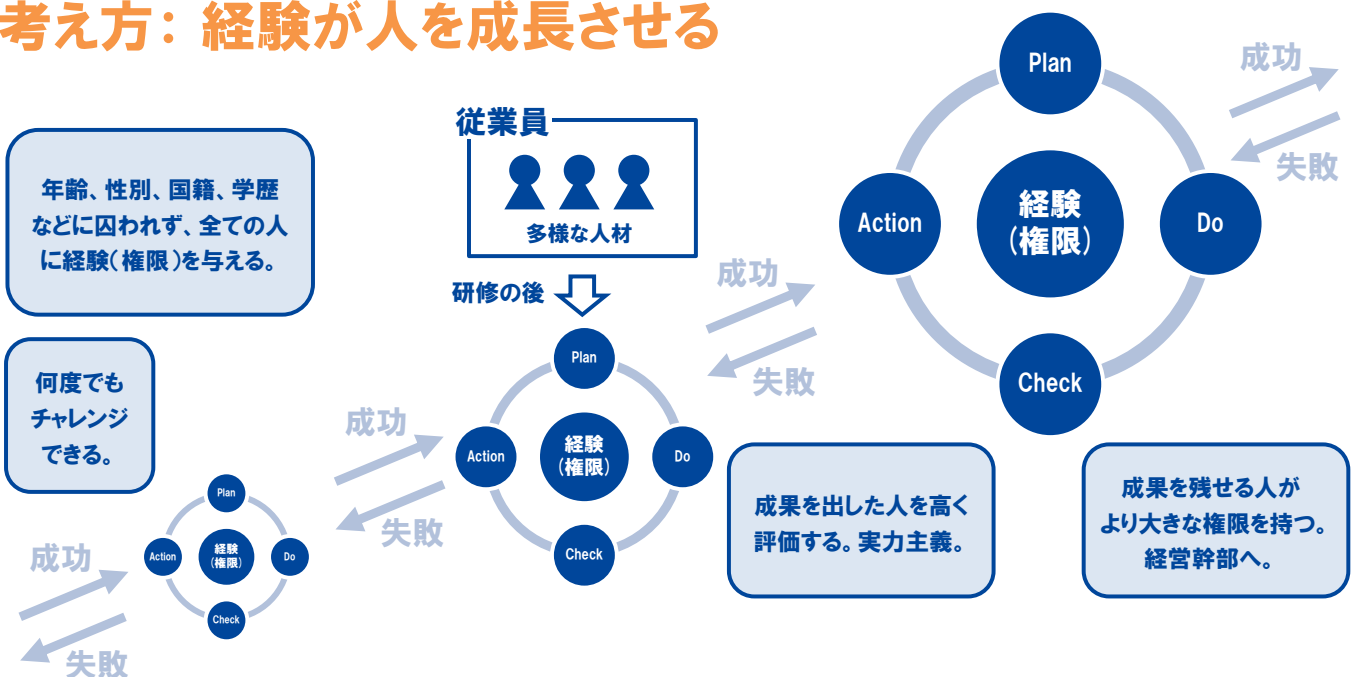 考え方：経験が人を成長させる
年齢、性別、国籍、学歴
などに囚われず、全ての人
に経験（権限）を与える。
何度でも
チャレンジ
できる。
従業員
多様な人材
研修の後
成功
失敗
Plan
Do
Check
Action
経験
（権限）
成功
失敗
Plan
Do
Check
Action
経験
（権限）
成功
失敗
Plan
Do
Check
Action
経験
（権限）
成功
失敗
成果を出した人を高く
評価する。実力主義。
成果を残せる人が
より大きな権限を持つ。
経営幹部へ。